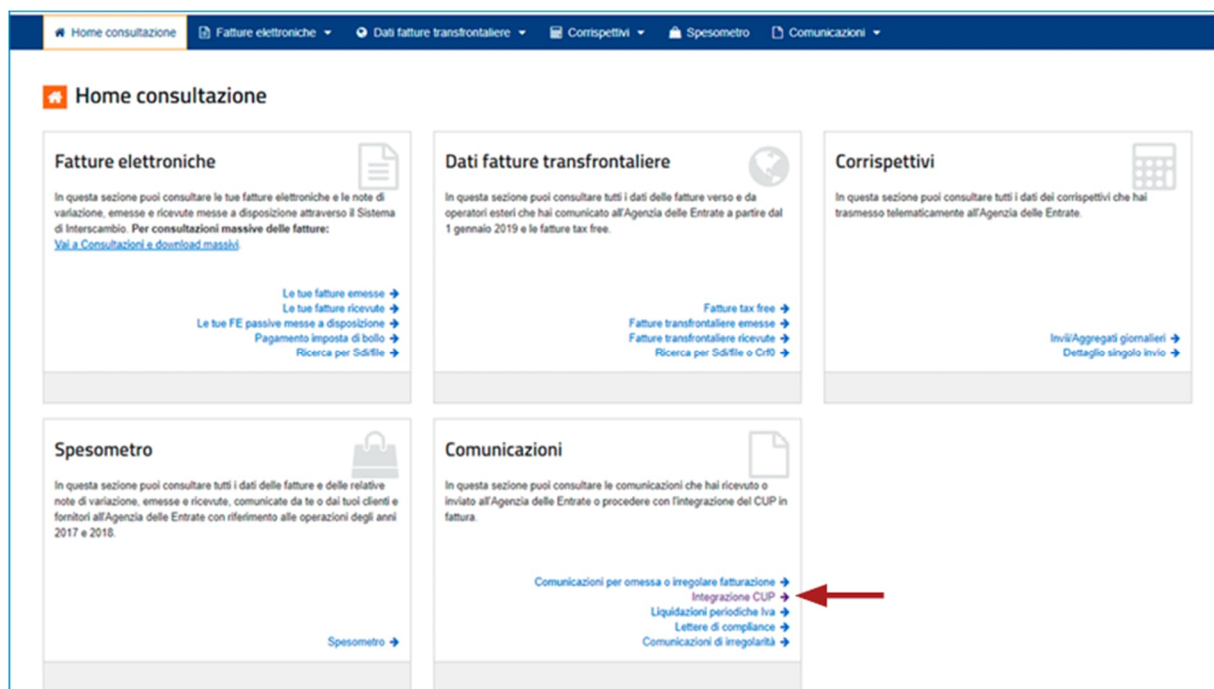 Home consultazione
Fatture elettroniche
Dati fatture transfrontaliere
Corrispettivi
Spesometro
Comunicazioni
Home consultazione
Fatture elettroniche
In questa sezione puoi consultare le tue fatture elettroniche e le note di
variazione, emesse e ricevute messe a disposizione attraverso il Sistema
di Interscambio. Per consultazioni massive delle fatture:
Vai a Consultazioni e download massivi.
Le tue fatture emesse
Le tue fatture ricevute
Le tue FE passive messe a disposizione
Pagamento imposta di bollo
Ricerca per Sdi/file
Dati fatture transfrontaliere
In questa sezione puoi consultare tutti i dati delle fatture verso e da
operatori esteri che hai comunicato all'Agenzia delle Entrate a partire dal
1 gennaio 2019 e le fatture tax free.
Fatture tax free
Fatture transfrontaliere emesse
Fatture transfrontaliere ricevute
Ricerca per Sdi/file o Crf0
Corrispettivi
In questa sezione puoi consultare tutti i dati dei corrispettivi che hai
trasmesso telematicamente all'Agenzia delle Entrate.
Invii/Aggregati giornalieri
Dettaglio singolo invio
Spesometro
In questa sezione puoi consultare tutti i dati delle fatture e delle relative
note di variazione, emesse e ricevute, comunicate da te o dai tuoi clienti e
fornitori all'Agenzia delle Entrate con riferimento alle operazioni degli anni
2017 e 2018.
Spesometro
Comunicazioni
In questa sezione puoi consultare le comunicazioni che hai ricevuto o
inviato all'Agenzia delle Entrate o procedere con l'integrazione del CUP in
fattura.
Comunicazioni per omessa o irregolare fatturazione
Integrazione CUP
Liquidazioni periodiche Iva
Lettere di compliance
Comunicazioni di irregolarità